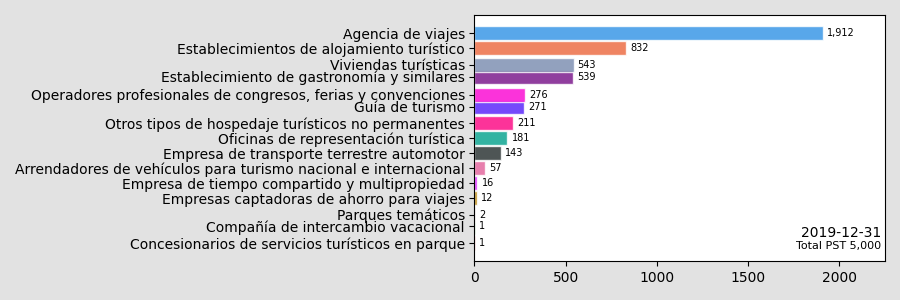 Agencia de viajes 1,912
Establecimientos de alojamiento turístico 832
Viviendas turísticas 543
Establecimiento de gastronomía y similares 539
Operadores profesionales de congresos, ferias y convenciones 276
Guía de turismo 271
Otros tipos de hospedaje turísticos no permanentes 211
Oficinas de representación turística 181
Empresa de transporte terrestre automotor 143
Arrendadores de vehículos para turismo nacional e internacional 57
Empresa de tiempo compartido y multipropiedad 16
Empresas captadoras de ahorro para viajes 12
Parques temáticos 2
Compañía de intercambio vacacional 1
Concesionarios de servicios turísticos en parque 1
2019-12-31
Total PST 5,000
0 500 1000 1500 2000